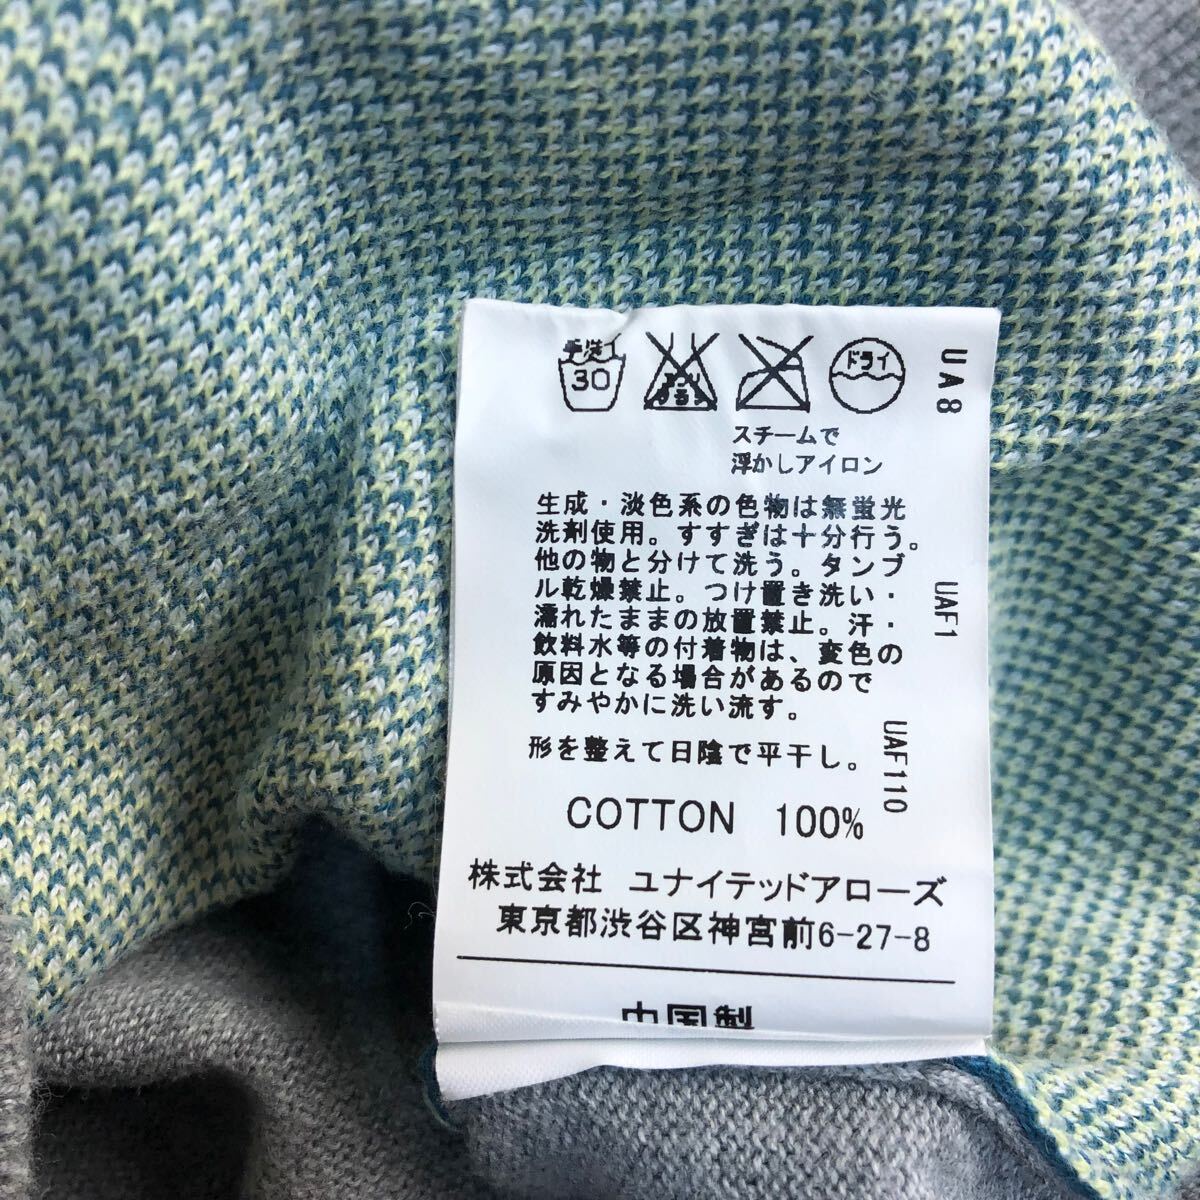 手洗イ
30
エンソ
サラシ
ドライ
UA8
スチームで
浮かしアイロン
生成・淡色系の色物は無蛍光
洗剤使用。すすぎは十分行う。
他の物と分けて洗う。タンブ
ル乾燥禁止。つけ置き洗い・
濡れたままの放置禁止。汗・
飲料水等の付着物は、変色の
原因となる場合があるので
すみやかに洗い流す。
形を整えて日陰で平干し。
UAF1
UAF110
COTTON 100%
株式会社 ユナイテッドアローズ
東京都渋谷区神宮前6-27-8
中国製